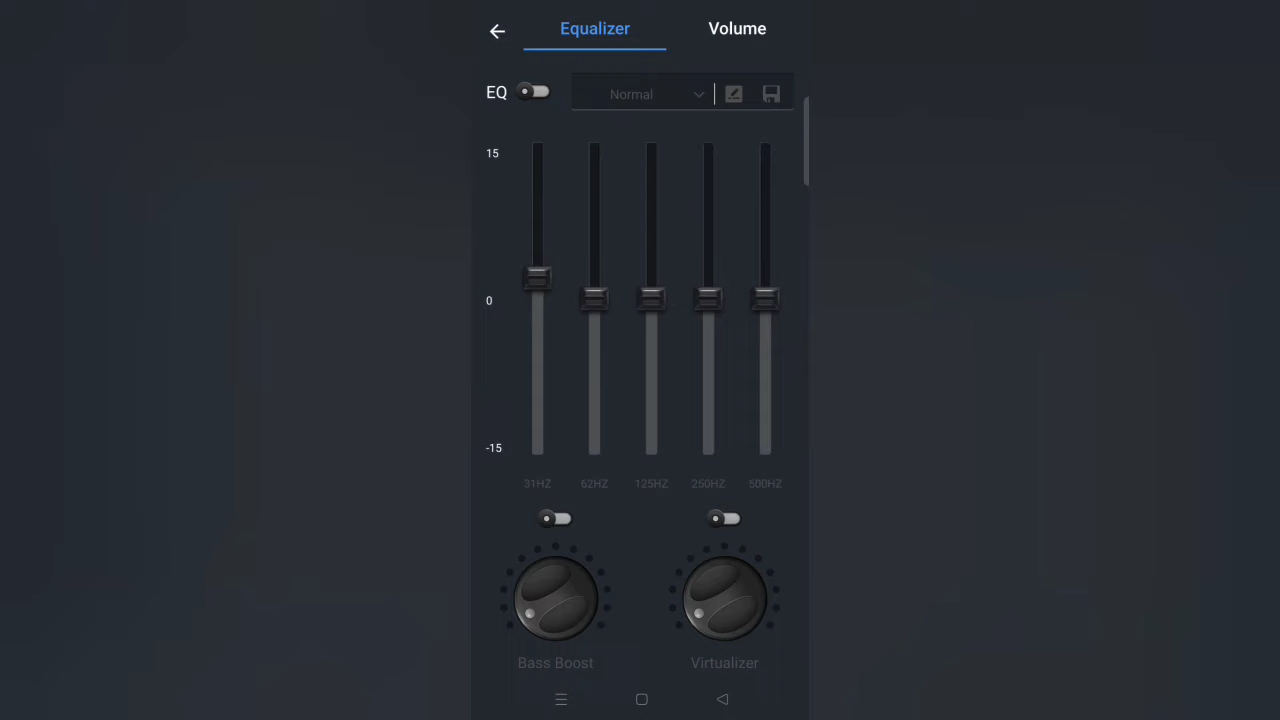 Equalizer Volume
EQ Normal
15
0
-15
31HZ 62HZ 125HZ 250HZ 500HZ
Bass Boost Virtualizer